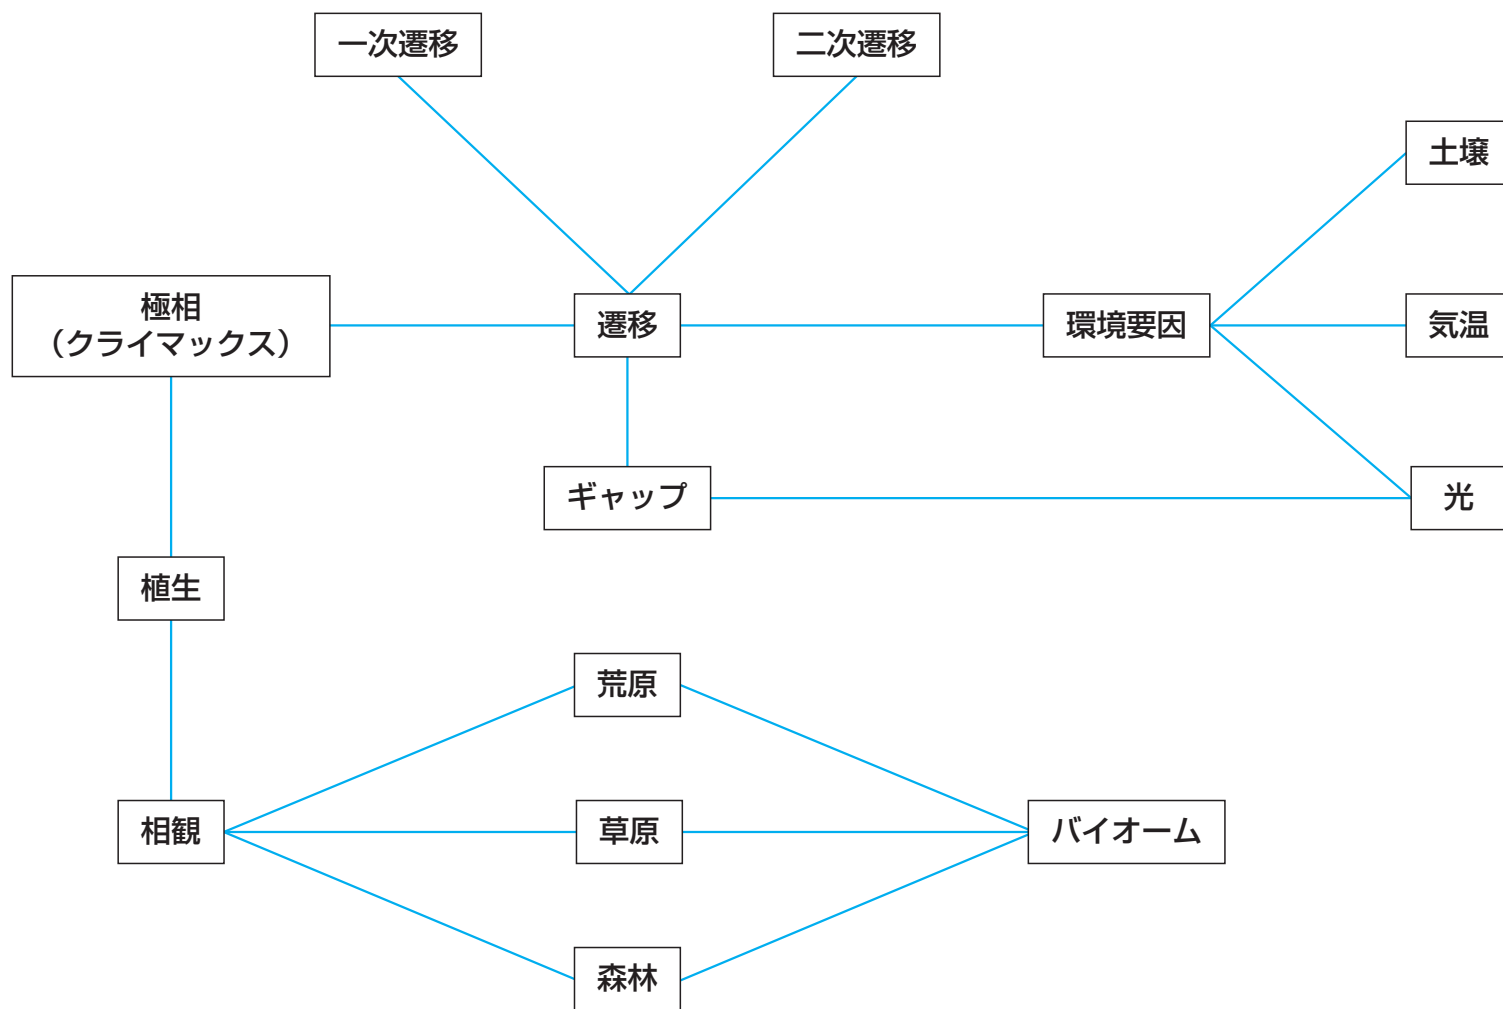 一次遷移
二次遷移
土壌
極相
（クライマックス）
遷移
環境要因
気温
ギャップ
光
植生
荒原
相観
草原
バイオーム
森林